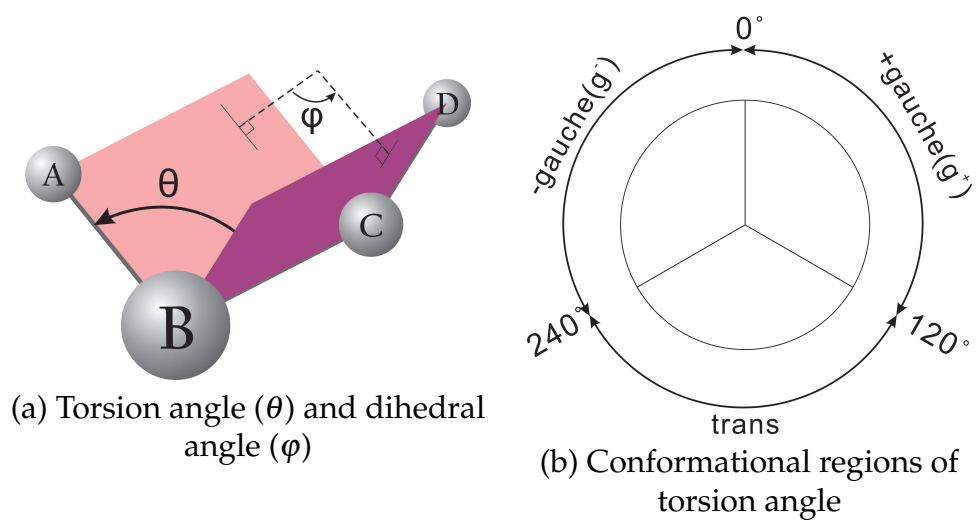 A
B
C
D
θ
φ
(a) Torsion angle (θ) and dihedral
angle (φ)
0°
-gauche(g⁻)
+gauche(g⁺)
240°
120°
trans
(b) Conformational regions of
torsion angle